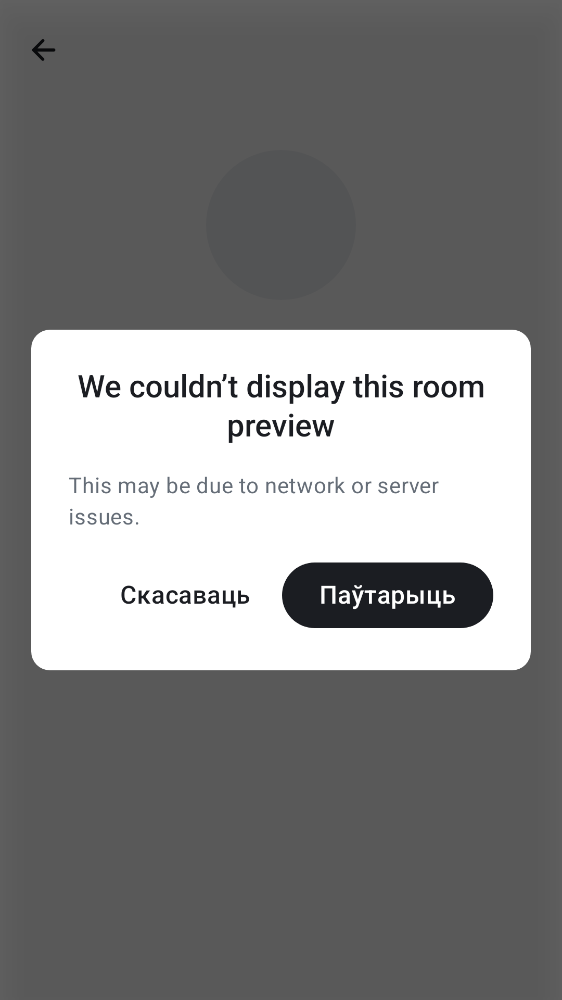 We couldn’t display this room
preview
This may be due to network or server
issues.
Скасаваць
Паўтарыць